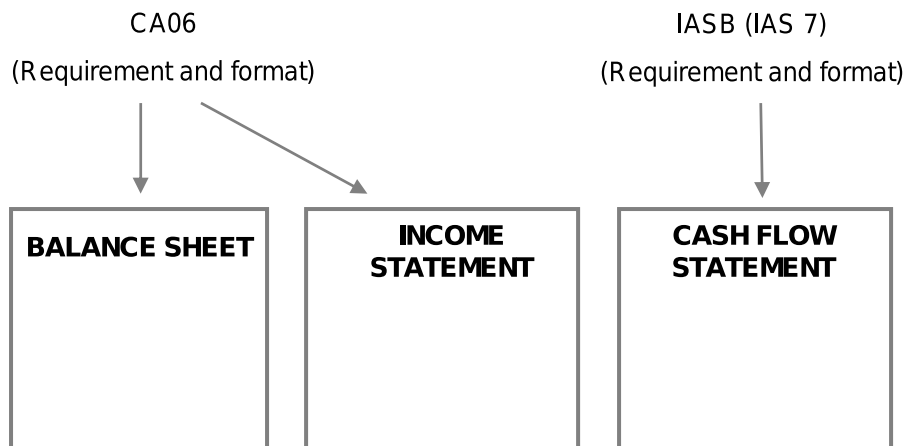 CA06
(Requirement and format)
IASB (IAS 7)
(Requirement and format)
BALANCE SHEET
INCOME
STATEMENT
CASH FLOW
STATEMENT